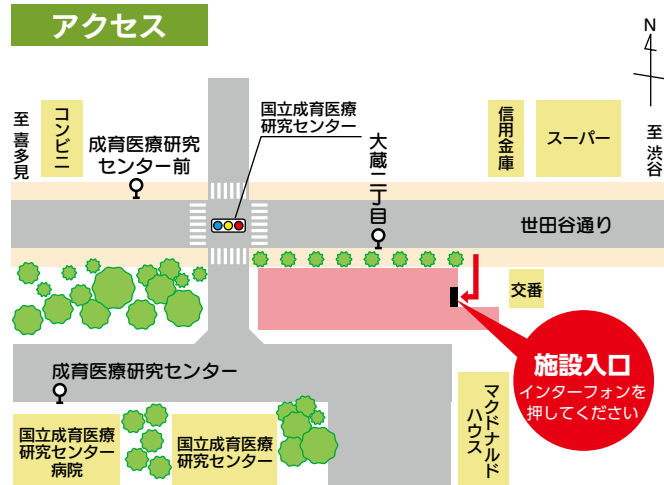 アクセス
N
至 喜多見
コンビニ
成育医療研究
センター前
国立成育医療
研究センター
大蔵二丁目
信用金庫
スーパー
至 渋谷
世田谷通り
交番
施設入口
インターフォンを
押してください
成育医療研究センター
国立成育医療
研究センター
病院
国立成育医療
研究センター
マクドナルド
ハウス